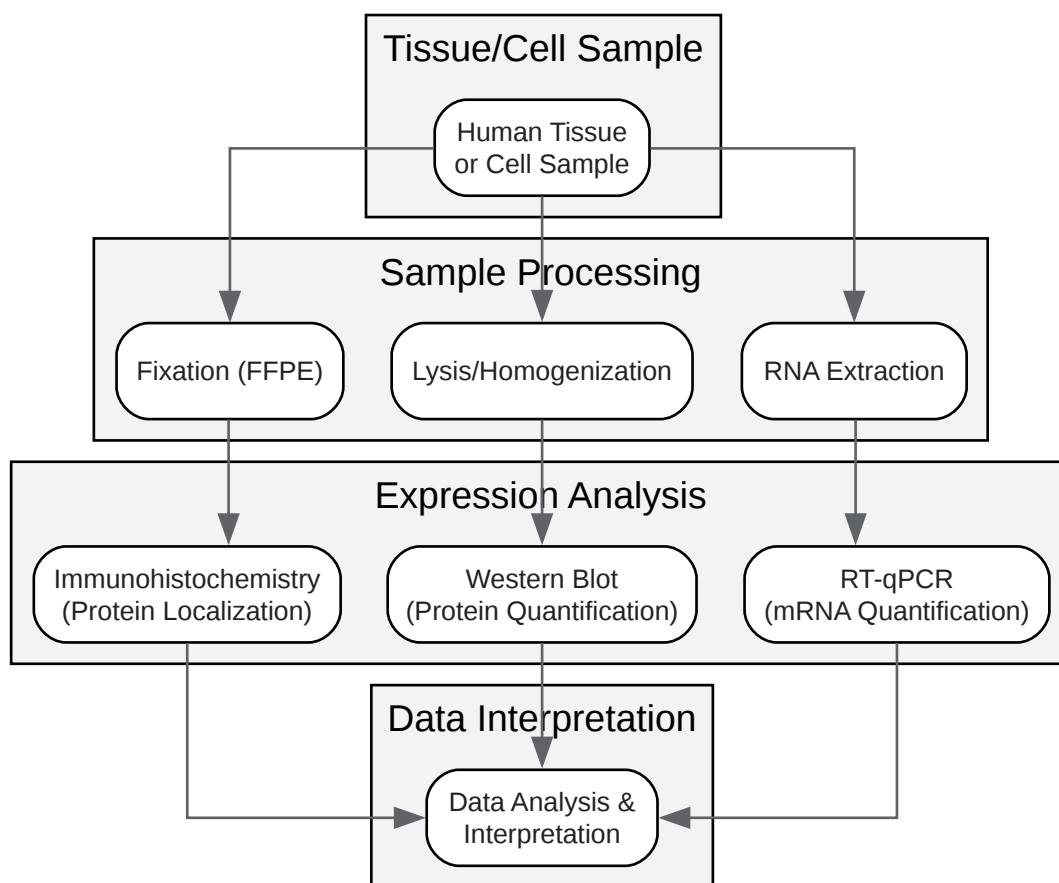 Tissue/Cell Sample
Human Tissue
or Cell Sample
Sample Processing
Fixation (FFPE)
Lysis/Homogenization
RNA Extraction
Expression Analysis
Immunohistochemistry
(Protein Localization)
Western Blot
(Protein Quantification)
RT-qPCR
(mRNA Quantification)
Data Interpretation
Data Analysis &
Interpretation